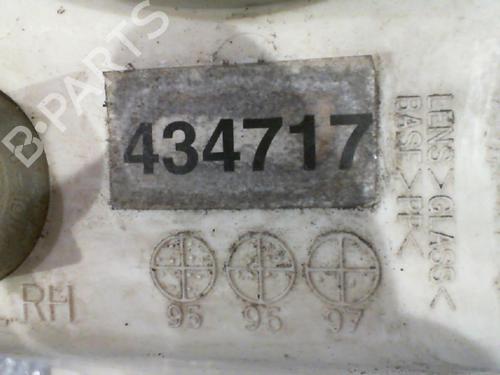 B-PARTS
434717
LENS>GLASS<
BASE>PP<
RH
95 96 97